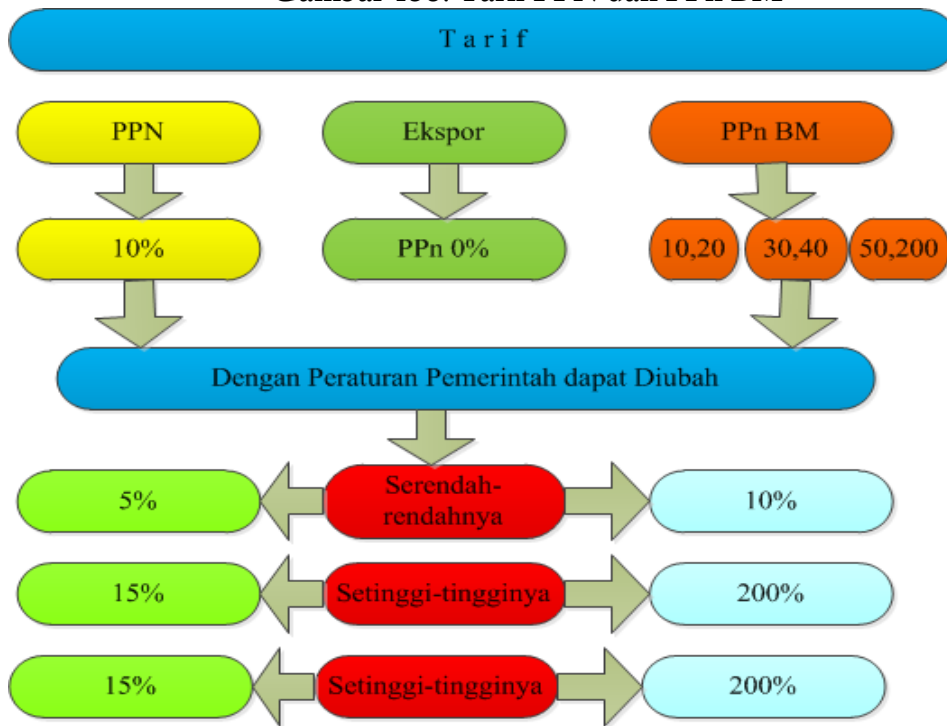 T a r i f
PPN
Ekspor
PPn BM
10%
PPn 0%
10,20
30,40
50,200
Dengan Peraturan Pemerintah dapat Diubah
5%
Serendah-
rendahnya
10%
15%
Setinggi-tingginya
200%
15%
Setinggi-tingginya
200%